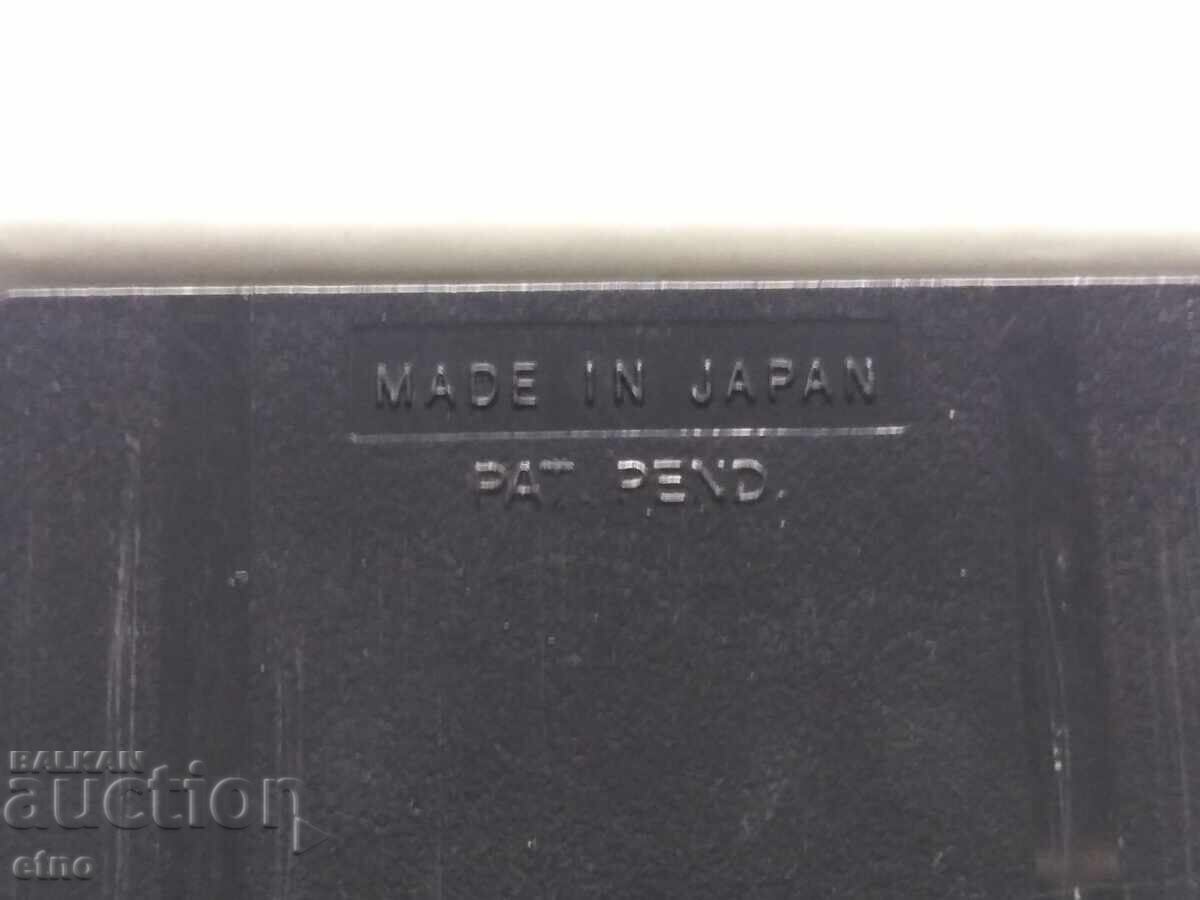 MADE IN JAPAN
PAT. PEND.
BALKAN
auction
etno